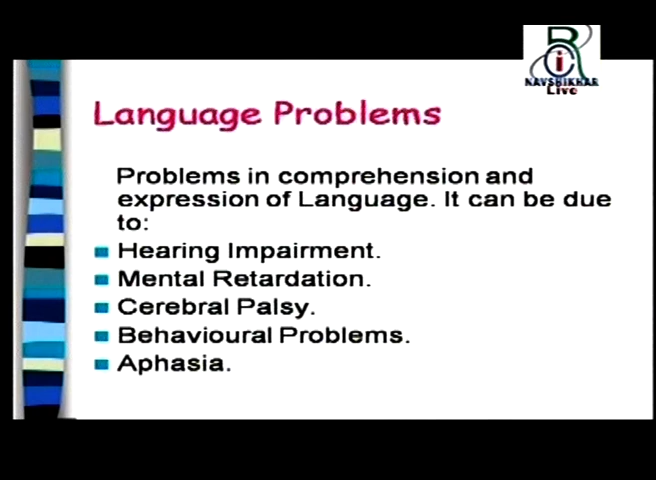 RCi
NAVSHIKHAR
Live
Language Problems
Problems in comprehension and
expression of Language. It can be due
to:
Hearing Impairment.
Mental Retardation.
Cerebral Palsy.
Behavioural Problems.
Aphasia.